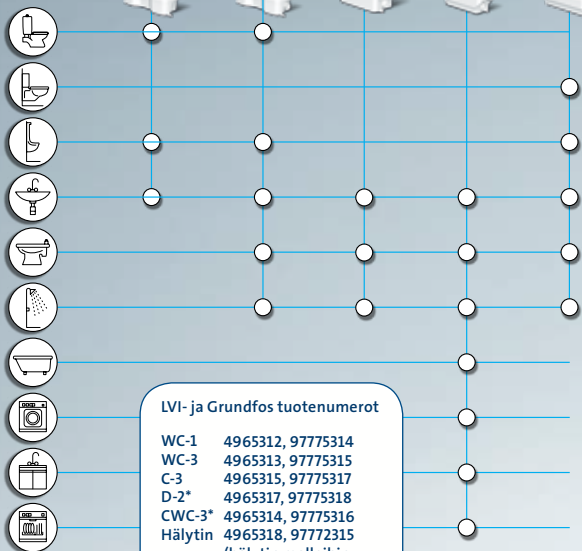 LVI- ja Grundfos tuotenumerot
WC-1 4965312, 97775314
WC-3 4965313, 97775315
C-3 4965315, 97775317
D-2* 4965317, 97775318
CWC-3* 4965314, 97775316
Hälytin 4965318, 97772315